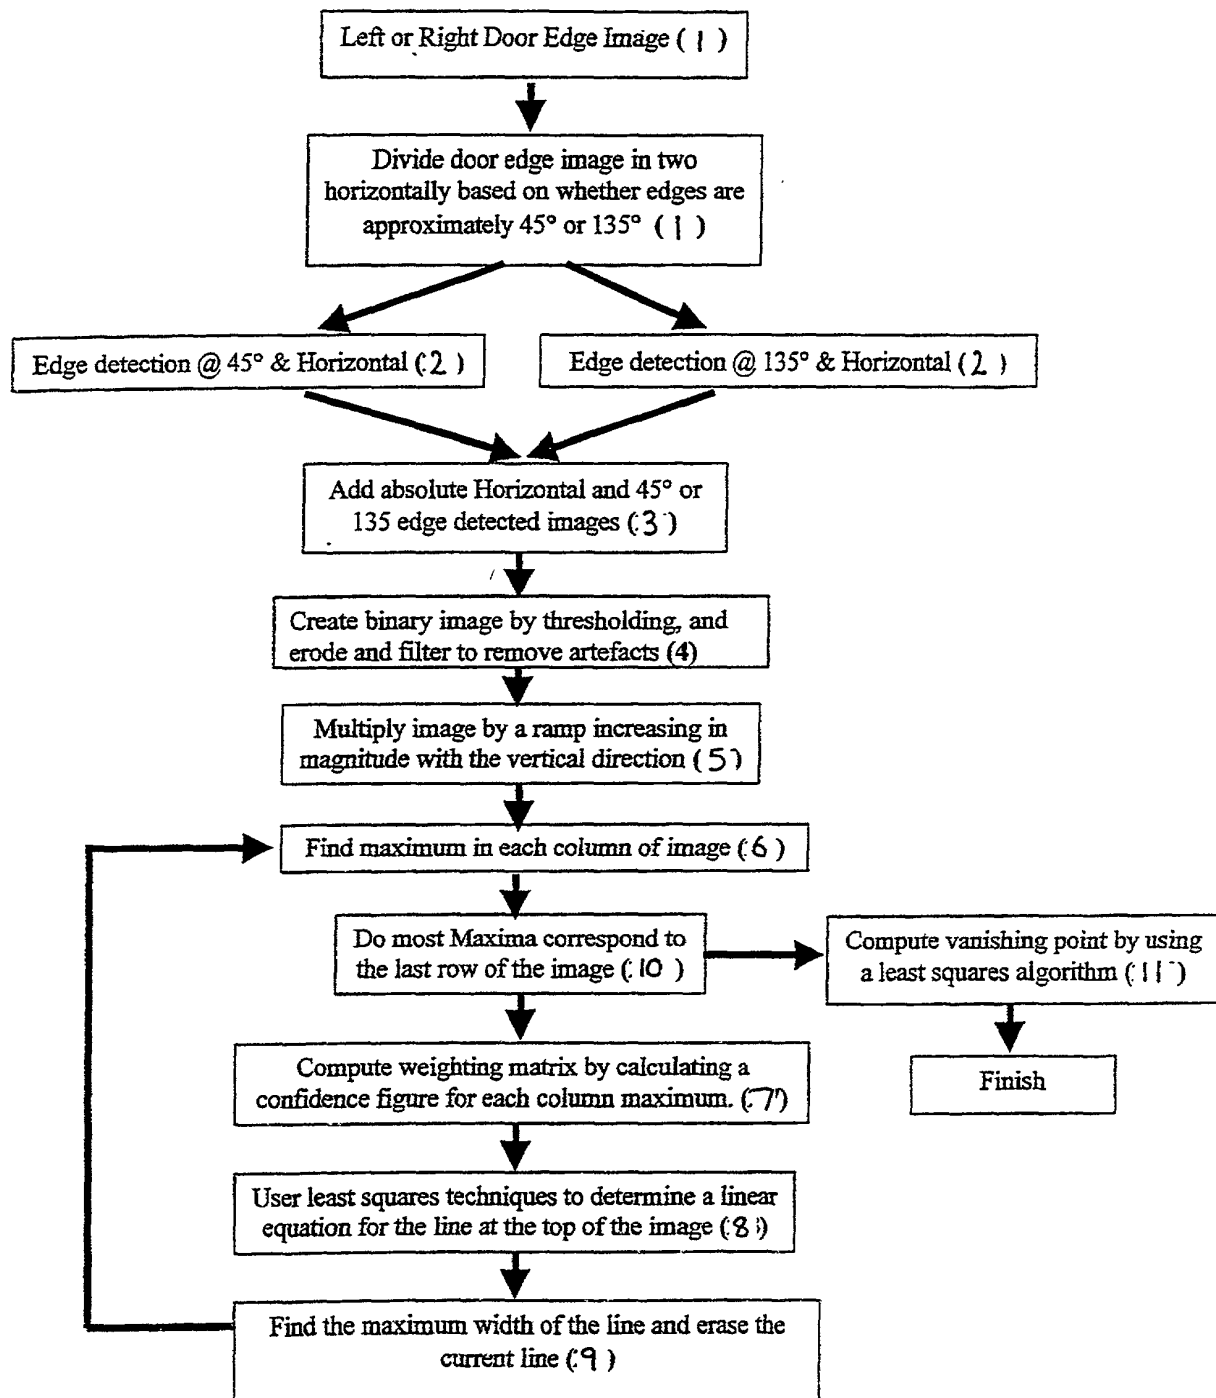 Left or Right Door Edge Image (1)
Divide door edge image in two
horizontally based on whether edges are
approximately 45° or 135° (1)
Edge detection @ 45° & Horizontal (2)
Edge detection @ 135° & Horizontal (2)
Add absolute Horizontal and 45° or
135 edge detected images (3)
Create binary image by thresholding, and
erode and filter to remove artefacts (4)
Multiply image by a ramp increasing in
magnitude with the vertical direction (5)
Find maximum in each column of image (6)
Do most Maxima correspond to
the last row of the image (10)
Compute vanishing point by using
a least squares algorithm (11)
Finish
Compute weighting matrix by calculating a
confidence figure for each column maximum. (7)
User least squares techniques to determine a linear
equation for the line at the top of the image (8)
Find the maximum width of the line and erase the
current line (9)